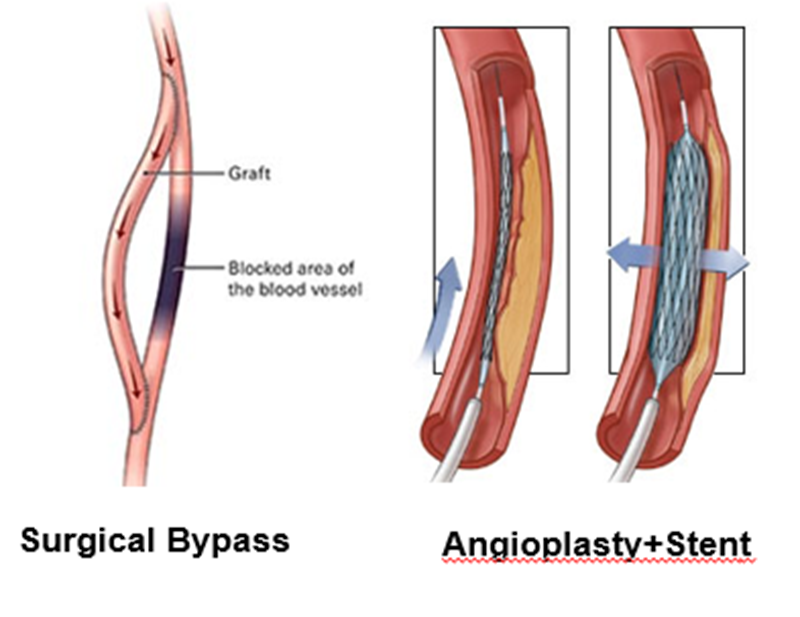 Graft
Blocked area of
the blood vessel
Surgical Bypass
Angioplasty+Stent